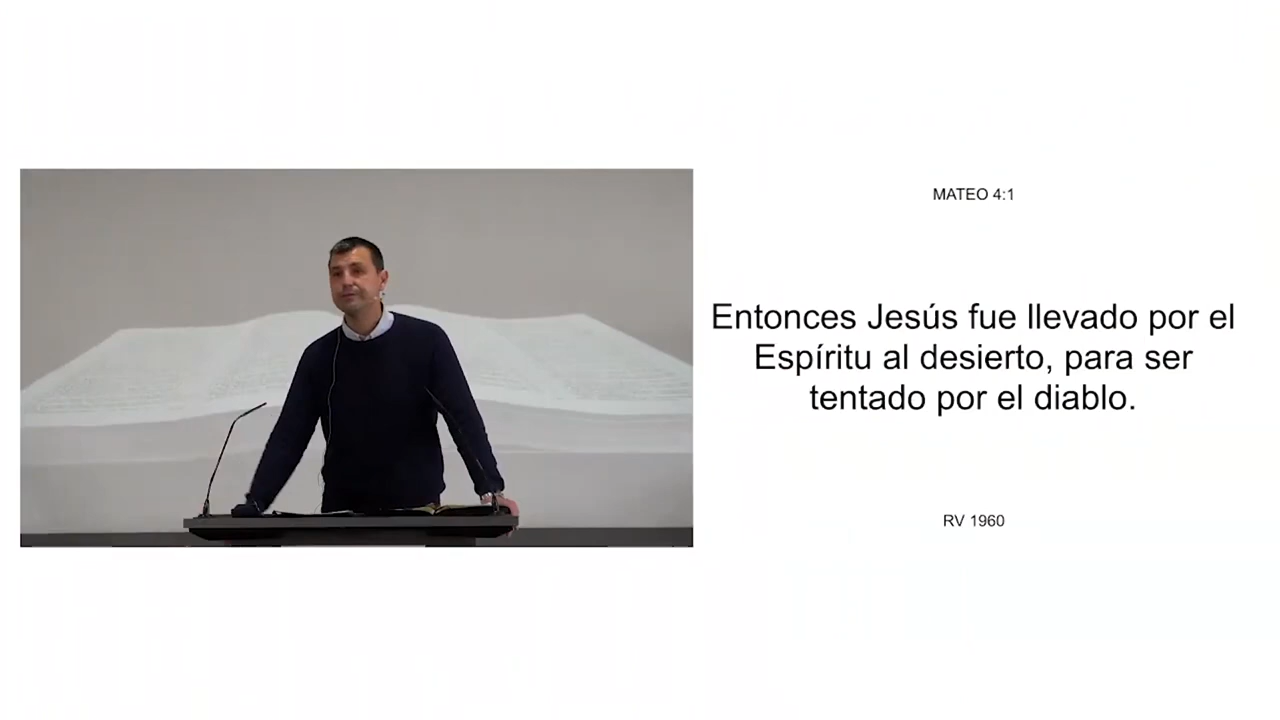 MATEO 4:1
Entonces Jesús fue llevado por el
Espíritu al desierto, para ser
tentado por el diablo.
RV 1960